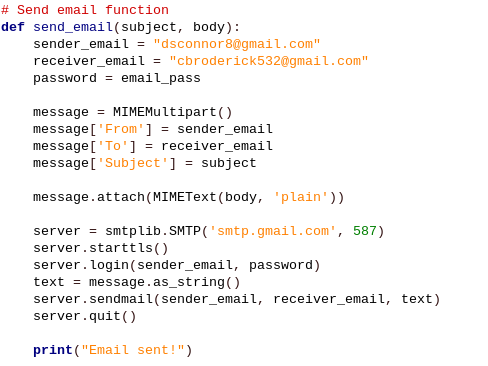 # Send email function
def send_email(subject, body):
    sender_email = "dsconnor8@gmail.com"
    receiver_email = "cbroderick532@gmail.com"
    password = email_pass

    message = MIMEMultipart()
    message['From'] = sender_email
    message['To'] = receiver_email
    message['Subject'] = subject

    message.attach(MIMEText(body, 'plain'))

    server = smtplib.SMTP('smtp.gmail.com', 587)
    server.starttls()
    server.login(sender_email, password)
    text = message.as_string()
    server.sendmail(sender_email, receiver_email, text)
    server.quit()

    print("Email sent!")